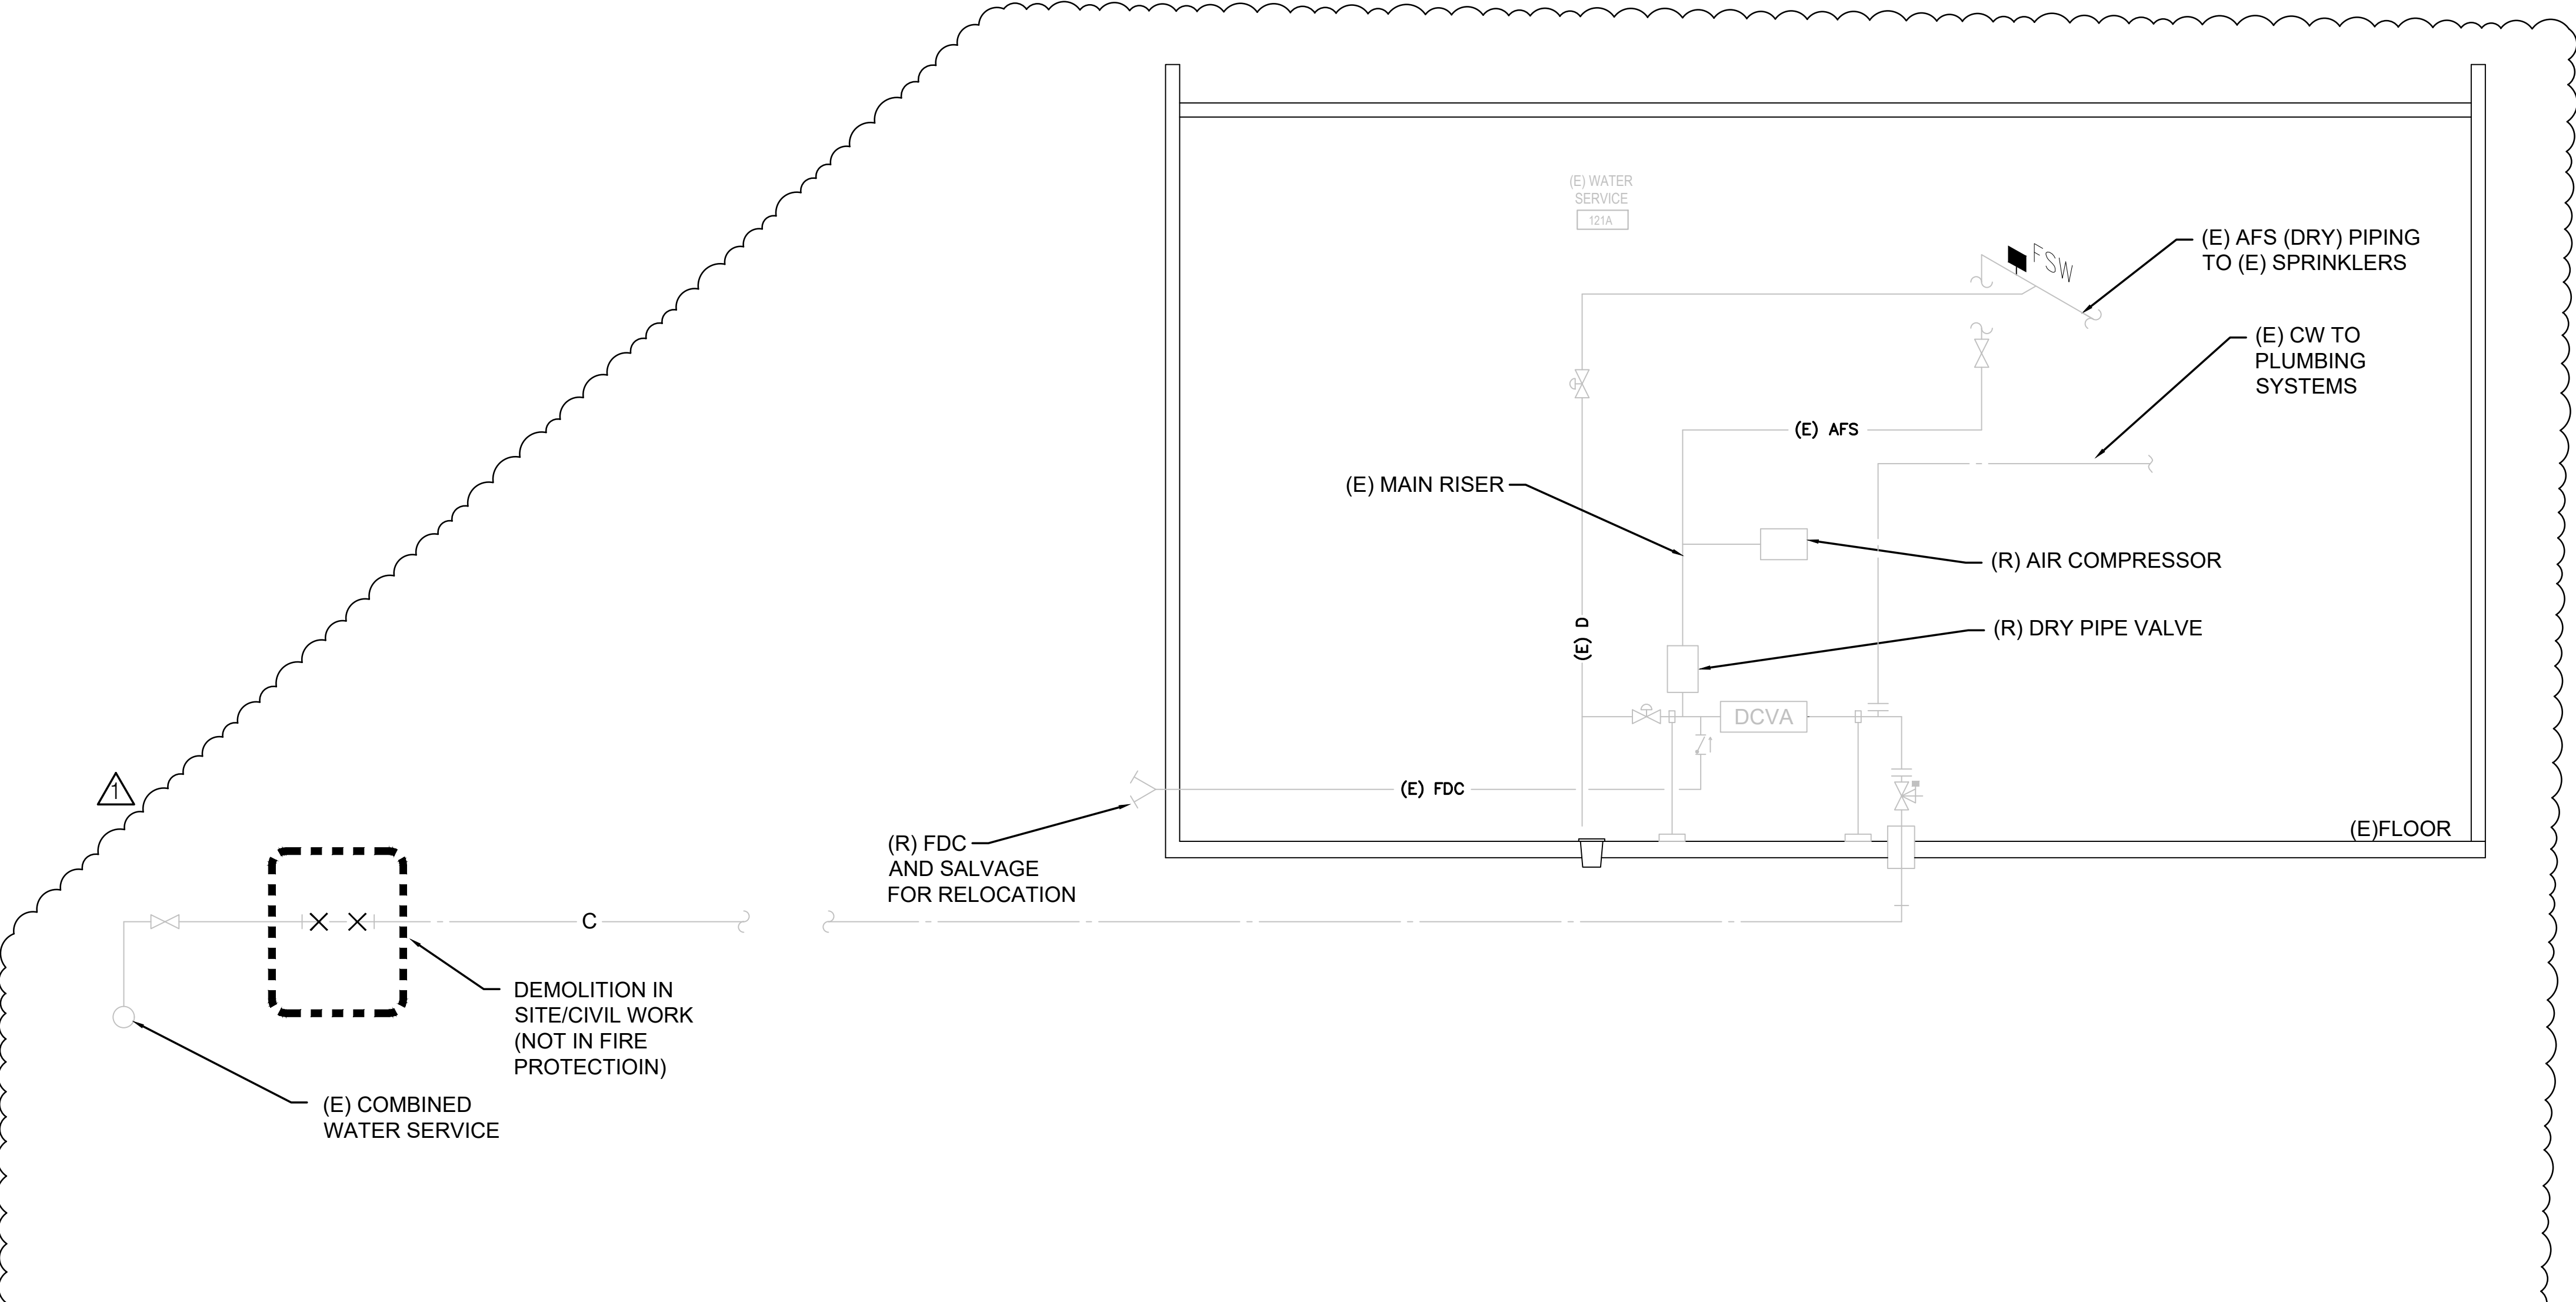 (E) WATER
SERVICE
121A
FSW
(E) AFS (DRY) PIPING
TO (E) SPRINKLERS
(E) CW TO
PLUMBING
SYSTEMS
(E) AFS
(E) MAIN RISER
(R) AIR COMPRESSOR
(E) D
(R) DRY PIPE VALVE
DCVA
1
(E) FDC
(R) FDC
AND SALVAGE
FOR RELOCATION
(E)FLOOR
C
DEMOLITION IN
SITE/CIVIL WORK
(NOT IN FIRE
PROTECTIOIN)
(E) COMBINED
WATER SERVICE